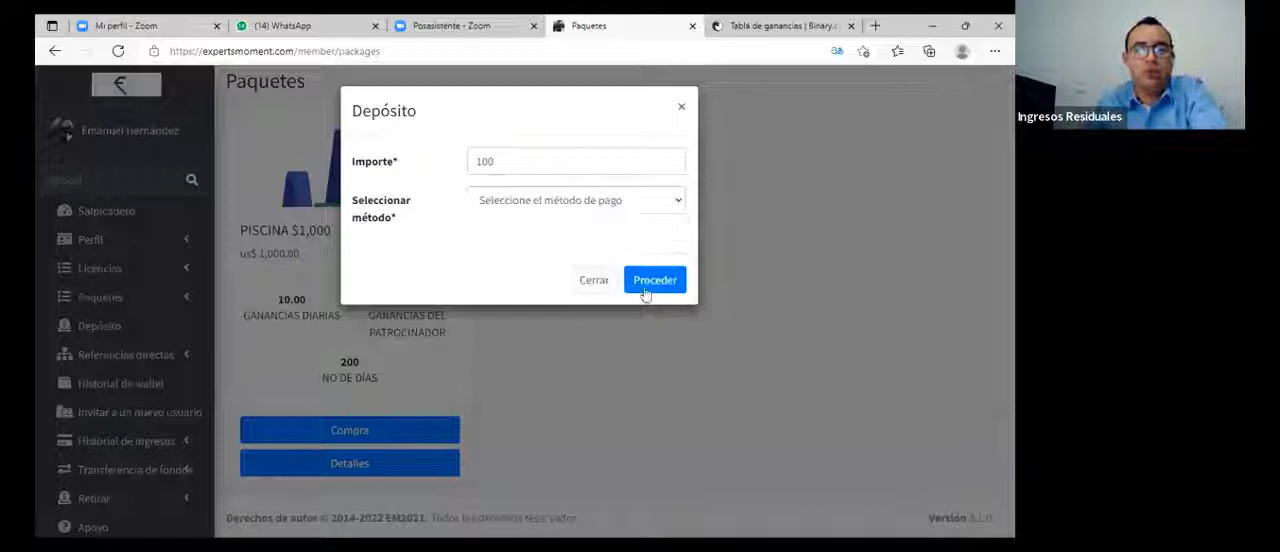 Mi perfil - Zoom
(14) WhatsApp
Posasistente - Zoom
Paquetes
Tabla de ganancias | Binary.c
https://expertsmoment.com/member/packages
Ingresos Residuales
€
Emanuel Hernández
Salpicadero
Perfil
Licencias
Paquetes
Depósito
Referencias directas
Historial de wallet
Invitar a un nuevo usuario
Historial de ingresos
Transferencia de fondos
Retirar
Apoyo
Paquetes
PISCINA $1,000
us$ 1,000.00
10.00
GANANCIAS DIARIAS
GANANCIAS DEL
PATROCINADOR
200
NO DE DÍAS
Compra
Detalles
Depósito
Importe*
100
Seleccionar
método*
Seleccione el método de pago
Cerrar
Proceder
Derechos de autor © 2014-2022 EM2021. Todos los derechos reservados.
Versión 3.1.0